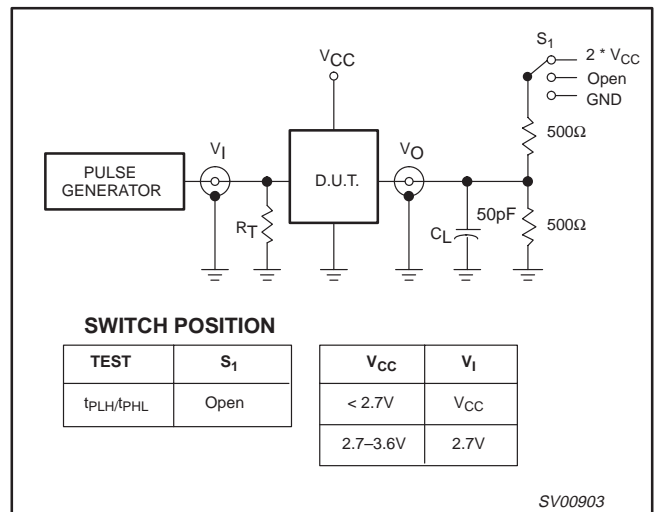 S1
VCC
2 * VCC
Open
GND
500Ω
VI
VO
PULSE
GENERATOR
D.U.T.
RT
50pF
CL
500Ω
SWITCH POSITION
TEST S1
tPLH/tPHL Open
VCC VI
< 2.7V VCC
2.7–3.6V 2.7V
SV00903